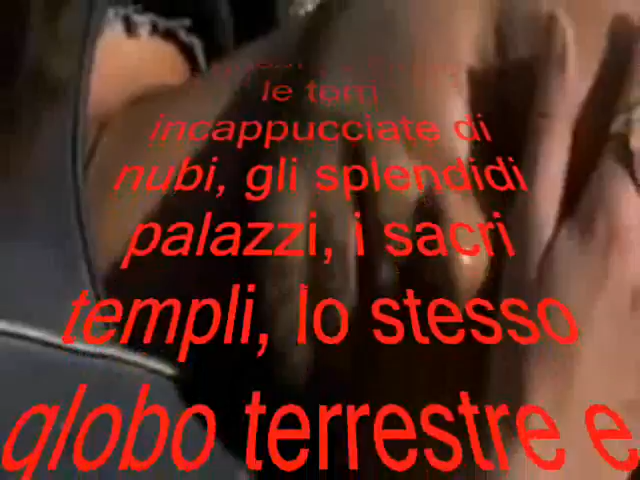 le torri
incappucciate di
nubi, gli splendidi
palazzi, i sacri
templi, lo stesso
globo terrestre e